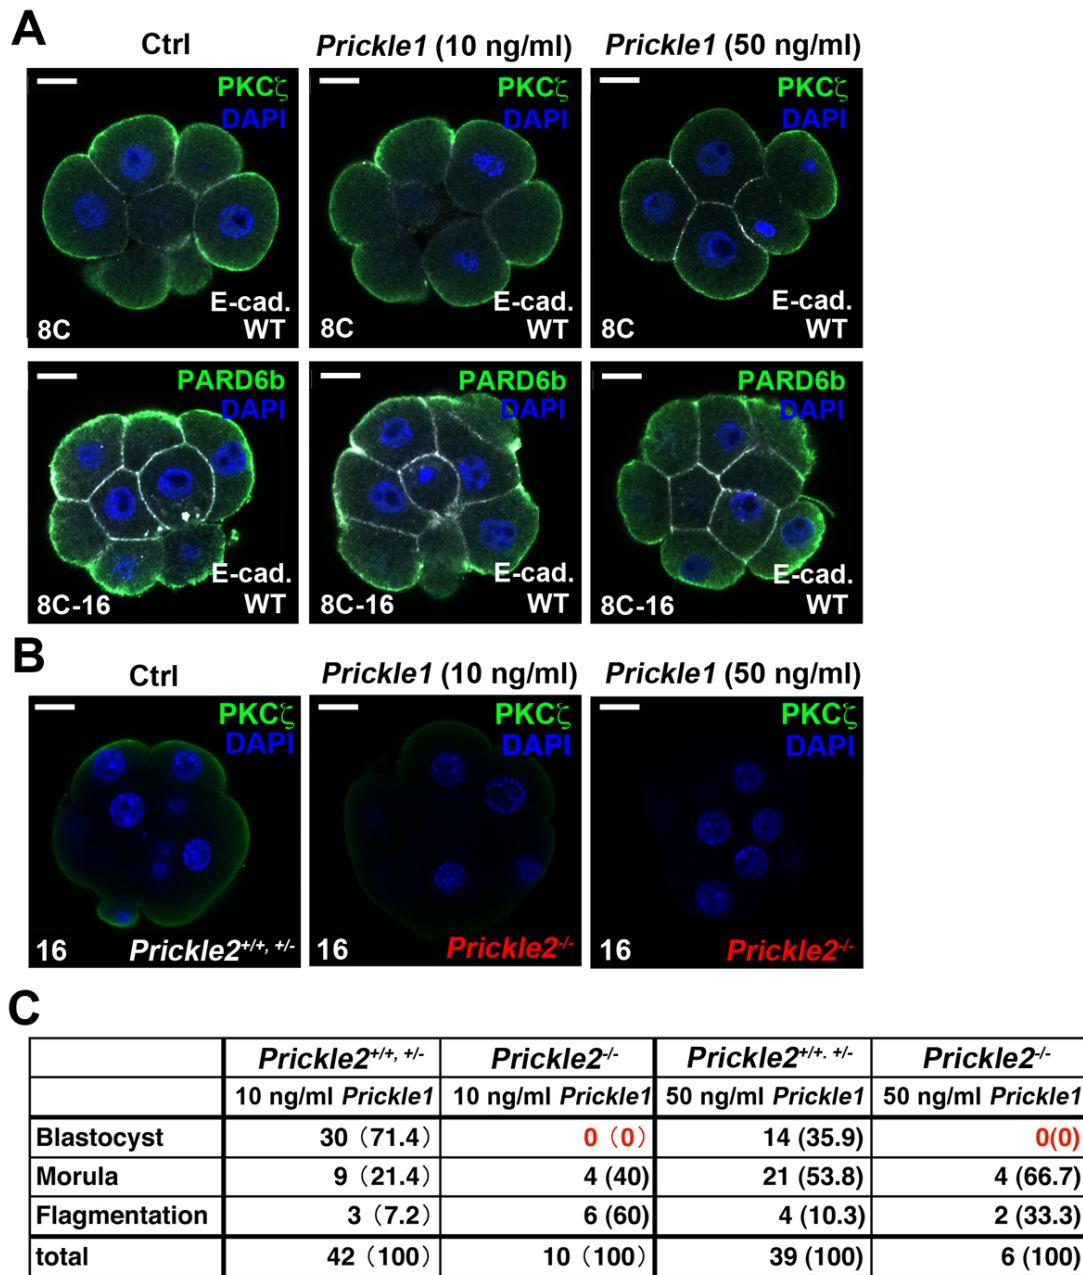 A
Ctrl
Prickle1 (10 ng/ml)
Prickle1 (50 ng/ml)
PKCζ
DAPI
E-cad.
8C
WT
PKCζ
DAPI
E-cad.
8C
WT
PKCζ
DAPI
E-cad.
8C
WT
PARD6b
DAPI
E-cad.
8C-16
WT
PARD6b
DAPI
E-cad.
8C-16
WT
PARD6b
DAPI
E-cad.
8C-16
WT
B
Ctrl
Prickle1 (10 ng/ml)
Prickle1 (50 ng/ml)
PKCζ
DAPI
16 Prickle2+/+, +/-
PKCζ
DAPI
16 Prickle2-/-
PKCζ
DAPI
16 Prickle2-/-
C
Prickle2+/+, +/- Prickle2-/- Prickle2+/+. +/- Prickle2-/-
10 ng/ml Prickle1 10 ng/ml Prickle1 50 ng/ml Prickle1 50 ng/ml Prickle1
Blastocyst 30 (71.4) 0 (0) 14 (35.9) 0(0)
Morula 9 (21.4) 4 (40) 21 (53.8) 4 (66.7)
Flagmentation 3 (7.2) 6 (60) 4 (10.3) 2 (33.3)
total 42 (100) 10 (100) 39 (100) 6 (100)